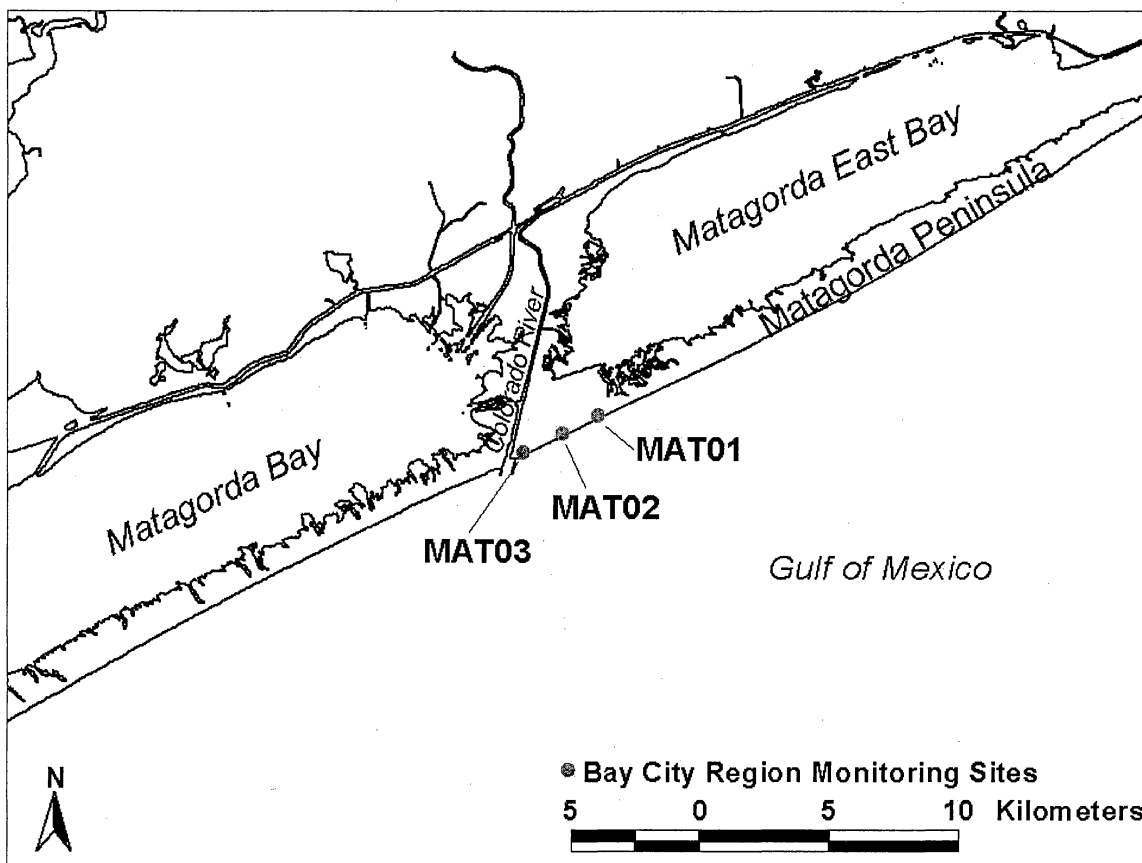 Matagorda East Bay
Matagorda Peninsula
Colorado River
MAT01
Matagorda Bay
MAT02
MAT03
Gulf of Mexico
N
Bay City Region Monitoring Sites
5 0 5 10 Kilometers